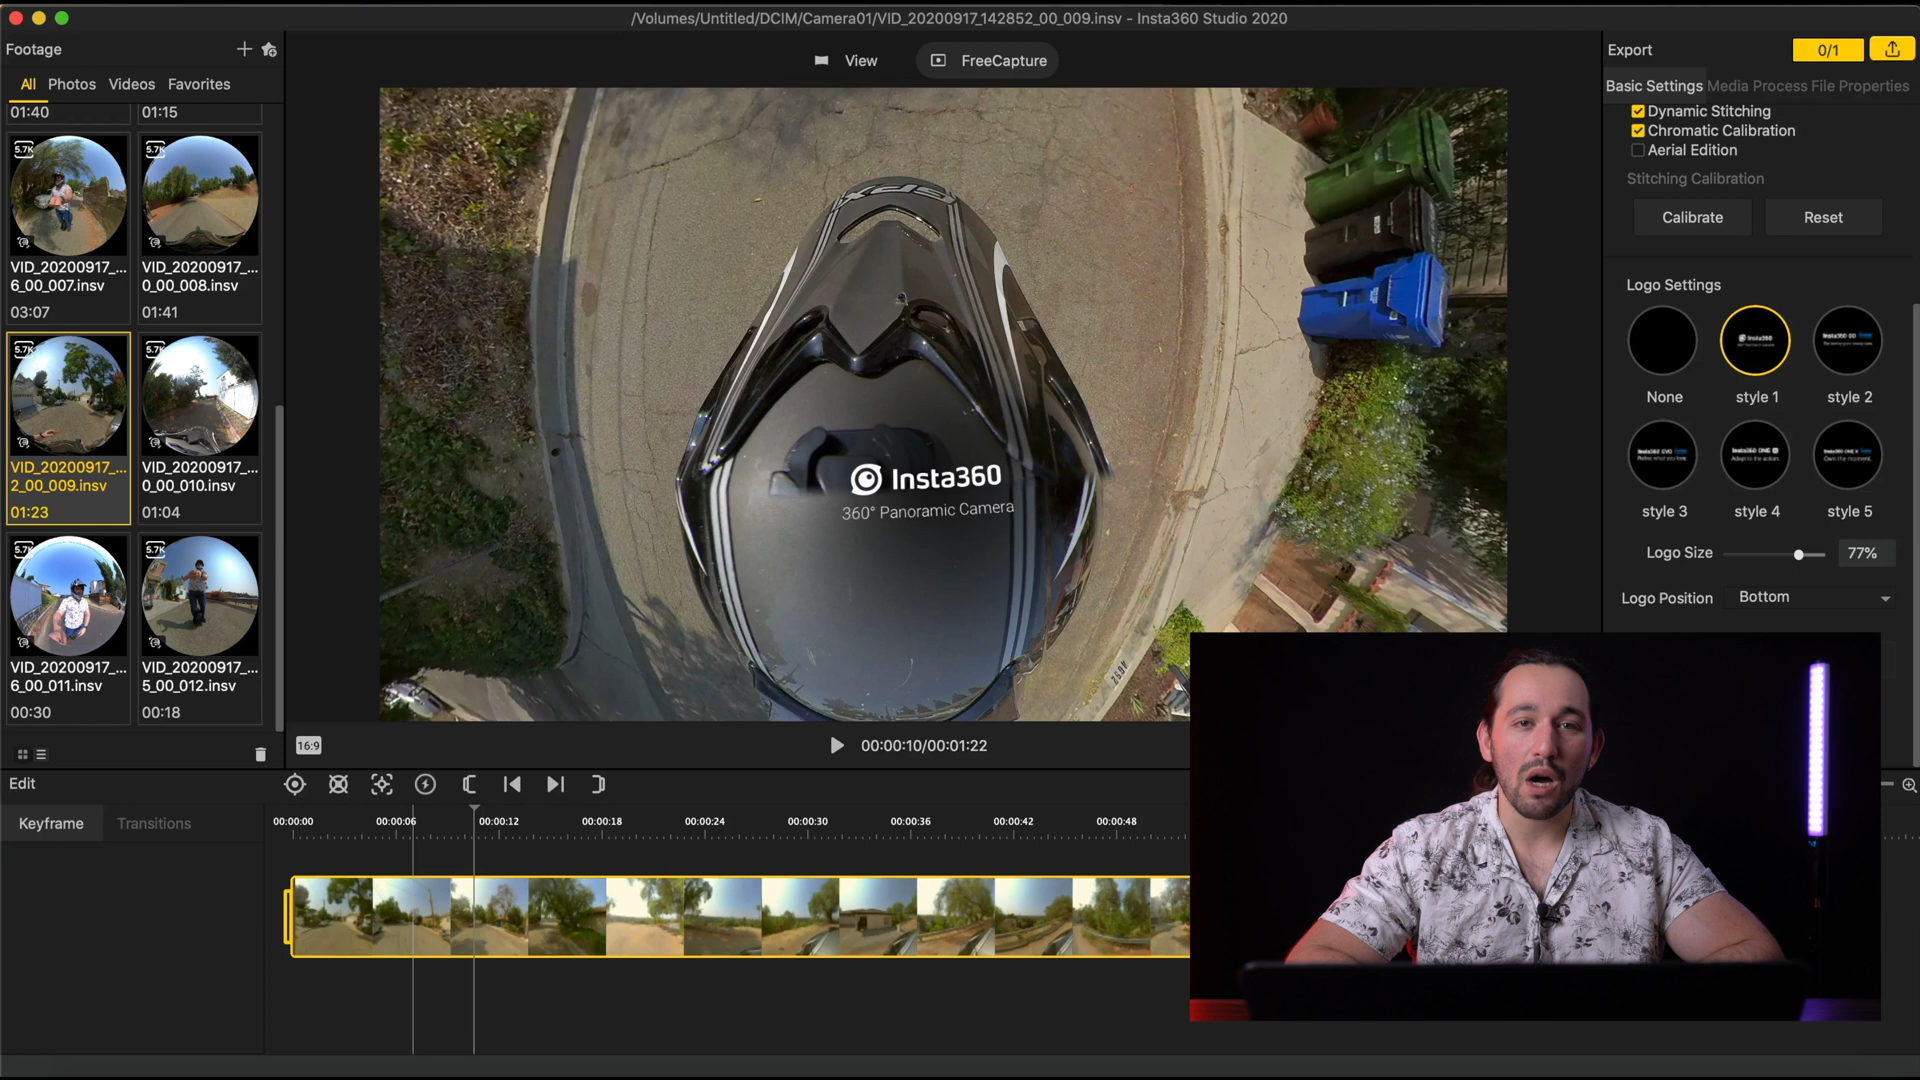 /Volumes/Untitled/DCIM/Camera01/VID_20200917_142852_00_009.insv - Insta360 Studio 2020
Footage
View
FreeCapture
Export
0/1
All
Photos
Videos
Favorites
Basic Settings
Media Process
File Properties
01:40
01:15
Dynamic Stitching
Chromatic Calibration
Aerial Edition
Stitching Calibration
Calibrate
Reset
5.7K
5.7K
VID_20200917_...
6_00_007.insv
03:07
VID_20200917_...
0_00_008.insv
01:41
5.7K
5.7K
VID_20200917_...
2_00_009.insv
01:23
VID_20200917_...
0_00_010.insv
01:04
5.7K
5.7K
VID_20200917_...
6_00_011.insv
00:30
VID_20200917_...
5_00_012.insv
00:18
Insta360
360° Panoramic Camera
4652
Logo Settings
Insta360
None
style 1
style 2
style 3
style 4
style 5
Logo Size
77%
Logo Position
Bottom
16:9
00:00:10/00:01:22
Edit
Keyframe
Transitions
00:00:00
00:00:06
00:00:12
00:00:18
00:00:24
00:00:30
00:00:36
00:00:42
00:00:48